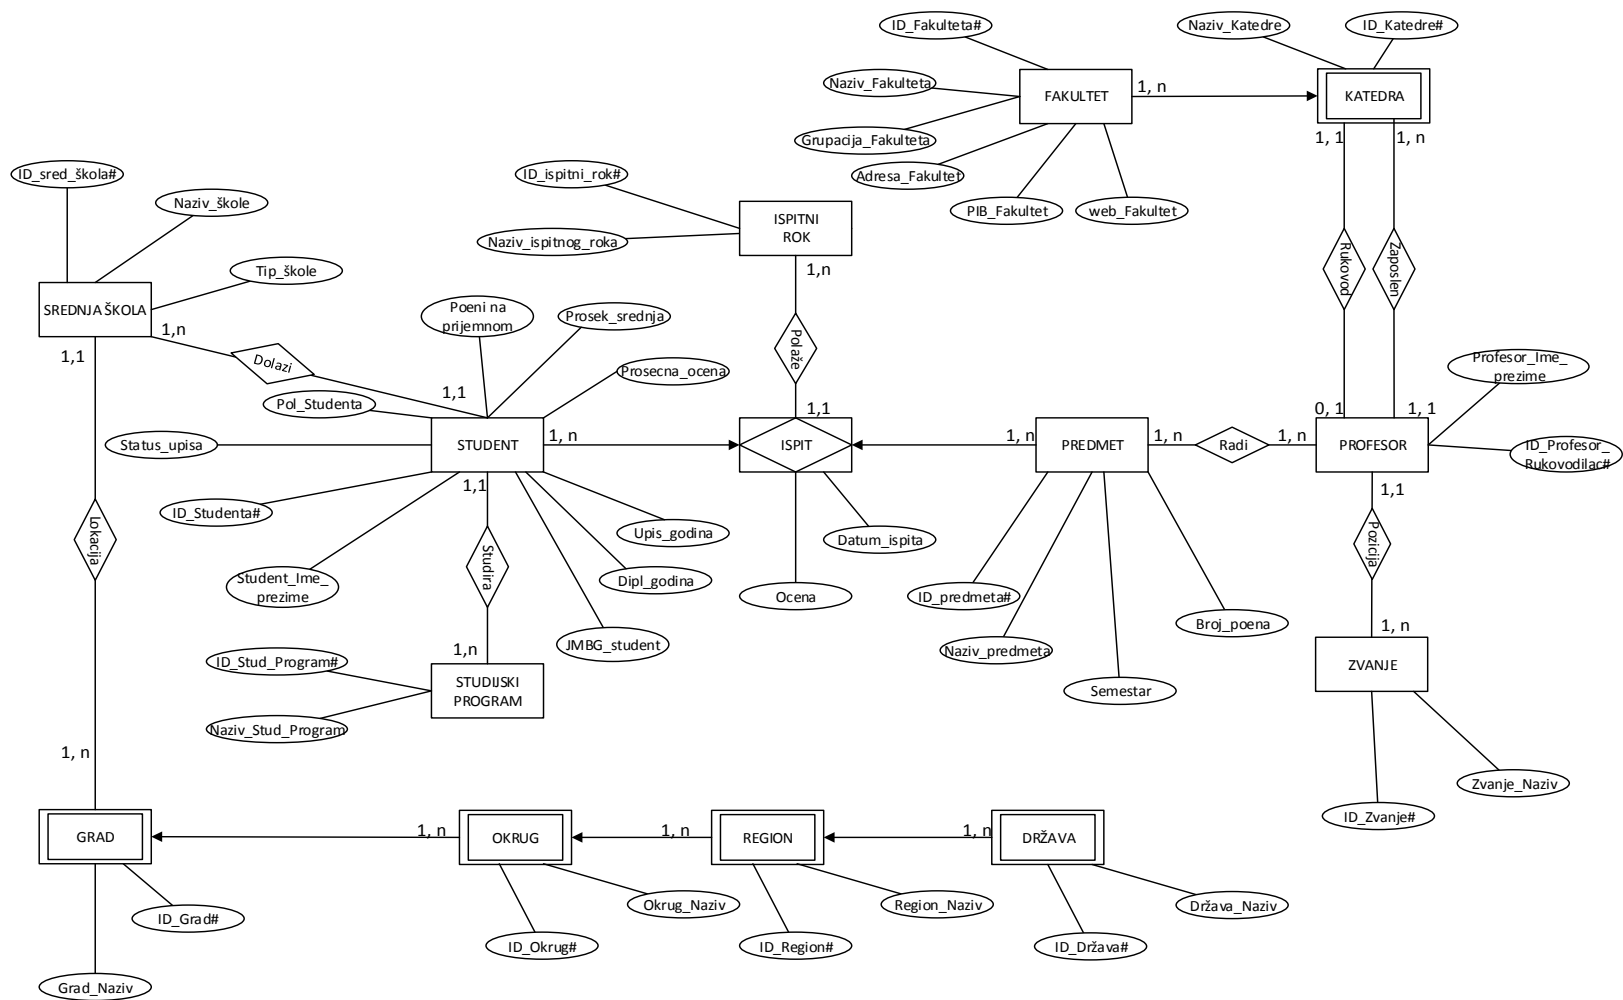 ID_Fakulteta#
Naziv_Katedre
ID_Katedre#
Naziv_Fakulteta
FAKULTET
1, n
KATEDRA
Grupacija_Fakulteta
1, 1
1, n
Adresa_Fakultet
PIB_Fakultet
web_Fakultet
ID_sred_škola#
Naziv_škole
Tip_škole
SREDNJA ŠKOLA
1,n
1,1
Dolazi
ID_ispitni_rok#
Naziv_ispitnog_roka
ISPITNI
ROK
1,n
Polaže
1,1
Rukovod
Zaposlen
0, 1
1, 1
Poeni na
prijemnom
Prosek_srednja
Prosecna_ocena
1,1
Pol_Studenta
Status_upisa
STUDENT
1, n
ISPIT
1, n
PREDMET
1, n
Radi
1, n
PROFESOR
Profesor_Ime_
prezime
ID_Profesor_
Rukovodilac#
ID_Studenta#
1,1
Student_Ime_
prezime
Studira
Upis_godina
Dipl_godina
JMBG_student
Datum_ispita
Ocena
ID_predmeta#
Naziv_predmeta
Semestar
Broj_poena
1,1
Pozicija
1, n
ZVANJE
Zvanje_Naziv
ID_Zvanje#
Lokacija
1,n
ID_Stud_Program#
STUDIJSKI
PROGRAM
Naziv_Stud_Program
1, n
GRAD
1, n
OKRUG
1, n
REGION
1, n
DRŽAVA
ID_Grad#
Grad_Naziv
Okrug_Naziv
ID_Okrug#
Region_Naziv
ID_Region#
Država_Naziv
ID_Država#